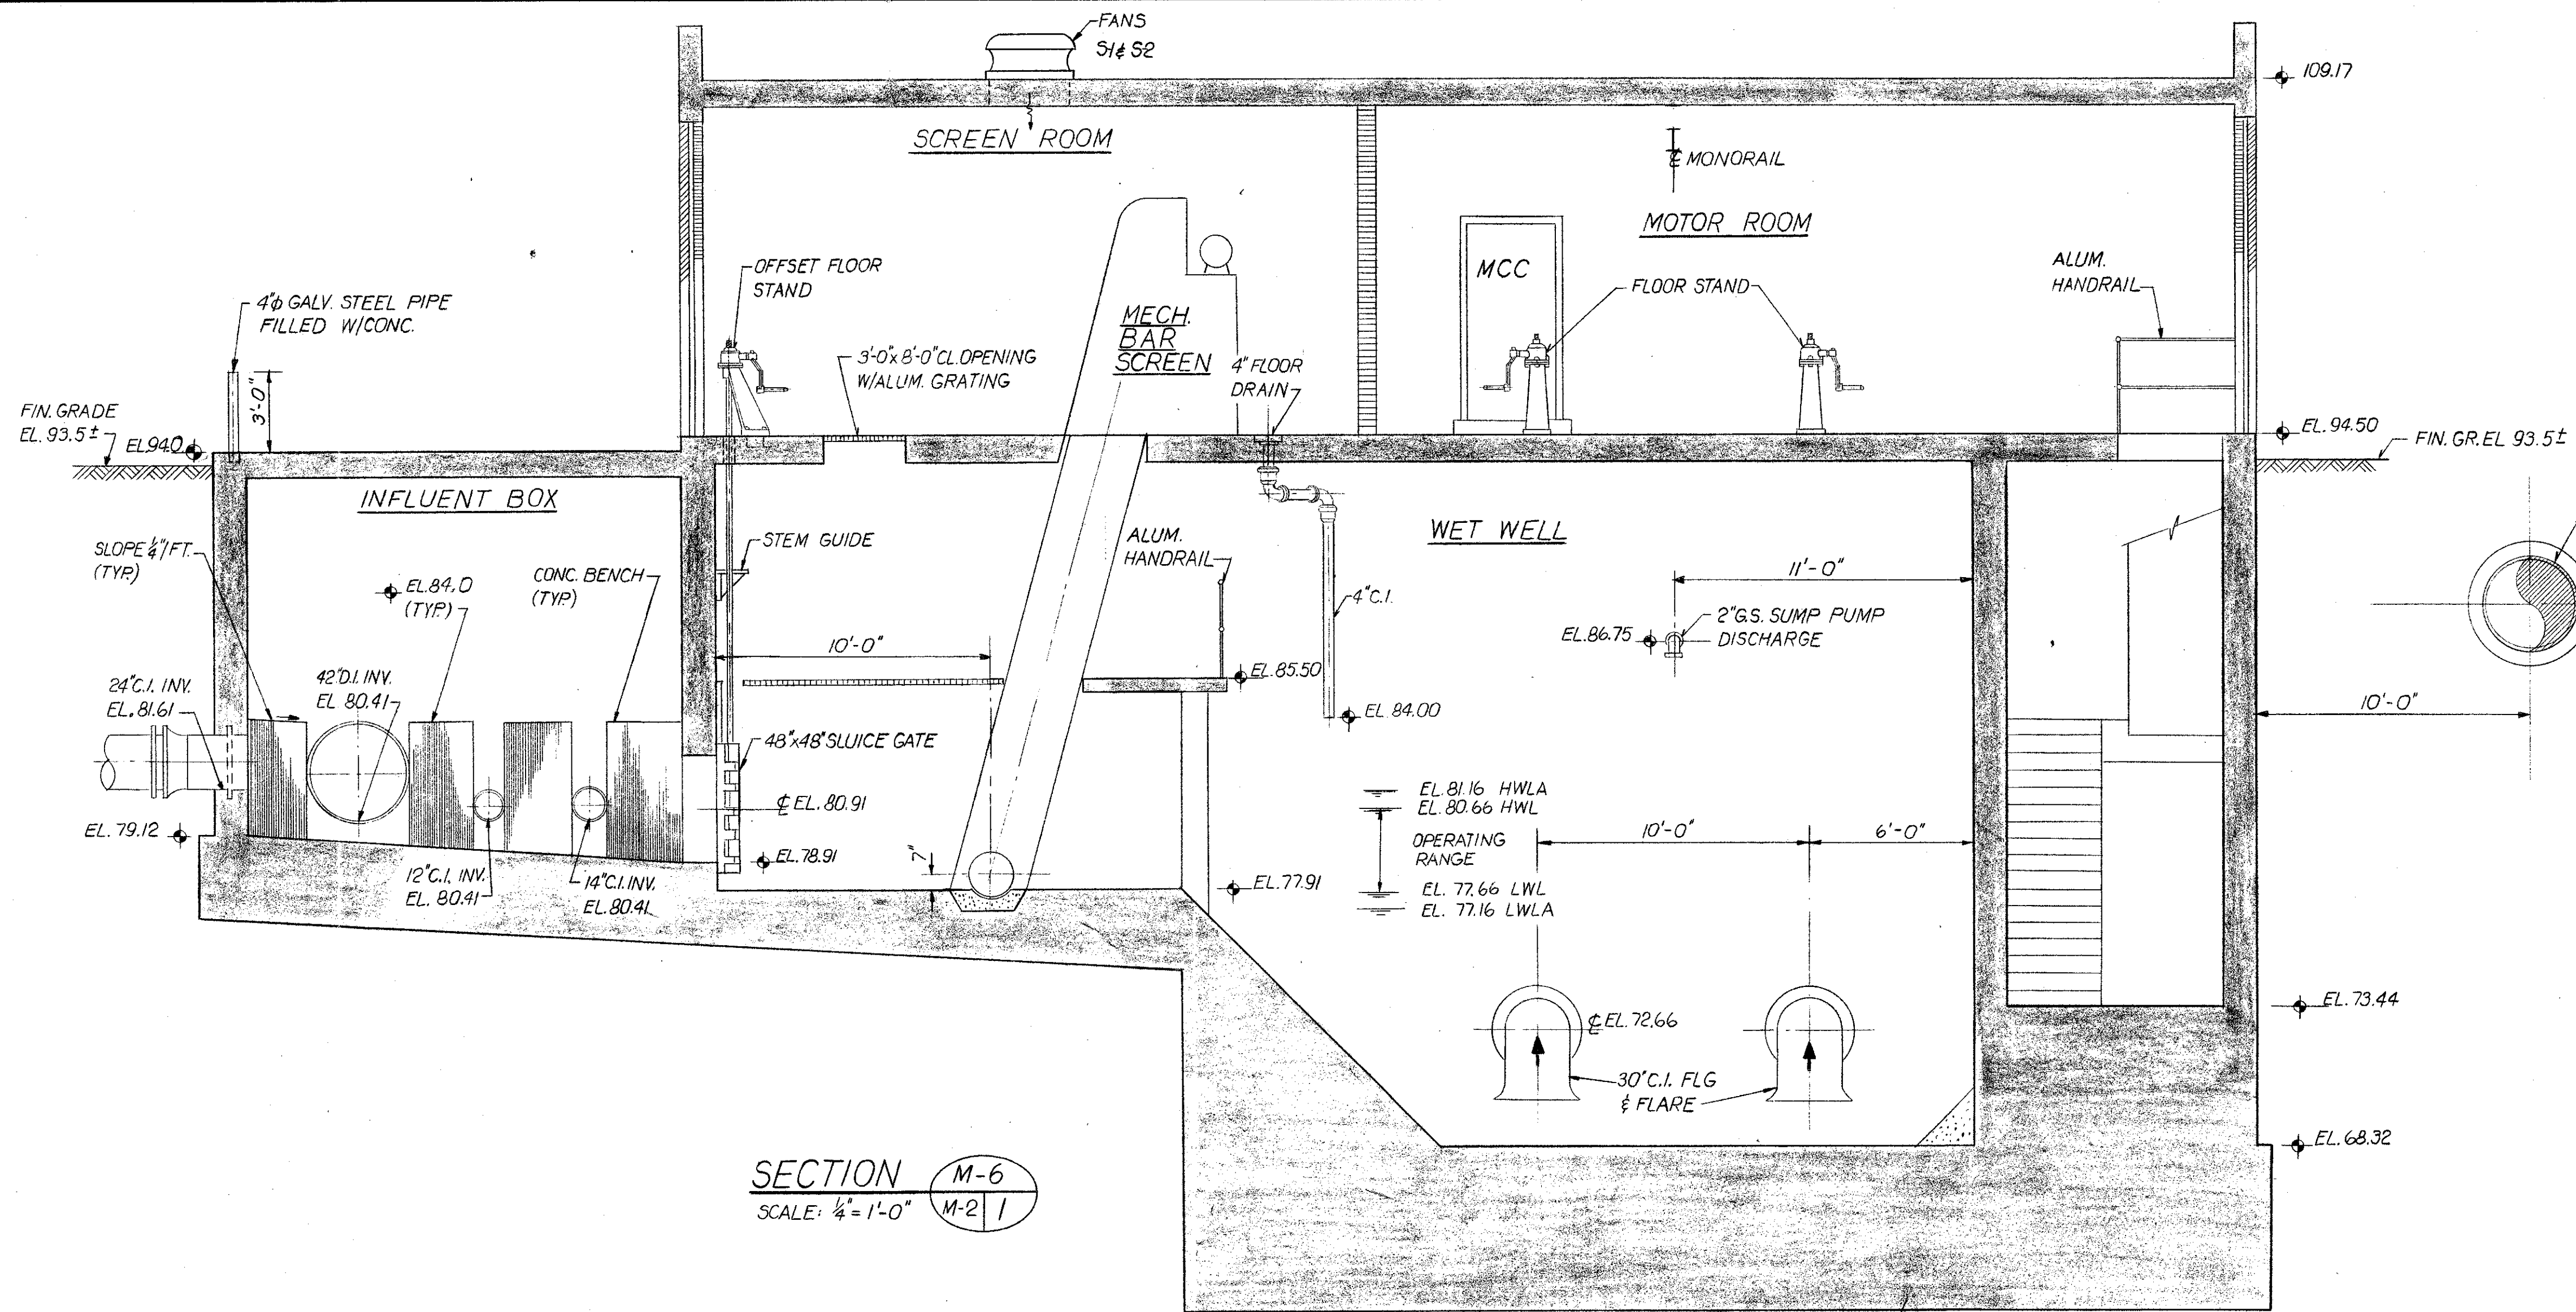 FANS
S1 & S2
109.17
SCREEN ROOM
℄ MONORAIL
MOTOR ROOM
OFFSET FLOOR
STAND
MCC
FLOOR STAND
ALUM.
HANDRAIL
4"⌀ GALV. STEEL PIPE
FILLED W/CONC.
MECH.
BAR
SCREEN
3'-0"x8'-0"CL.OPENING
W/ALUM. GRATING
4" FLOOR
DRAIN
3'-0"
FIN. GRADE
EL. 93.5±
EL.94.0
EL. 94.50
FIN. GR.EL 93.5±
INFLUENT BOX
WET WELL
STEM GUIDE
ALUM.
HANDRAIL
SLOPE ¼"/FT.
(TYP.)
EL.84.0
(TYP.)
CONC. BENCH
(TYP.)
11'-0"
4"C.I.
2"G.S. SUMP PUMP
DISCHARGE
EL.86.75
10'-0"
EL.85.50
24"C.I. INV.
EL.81.61
42"D.I. INV.
EL 80.41
EL. 84.00
10'-0"
48"x48"SLUICE GATE
℄ EL. 80.91
EL. 81.16 HWLA
EL. 80.66 HWL
OPERATING
RANGE
EL. 77.66 LWL
EL. 77.16 LWLA
10'-0"
6'-0"
EL. 79.12
EL.78.91
7"
12"C.I. INV.
EL. 80.41
14"C.I. INV.
EL.80.41
EL.77.91
EL.73.44
℄ EL. 72.66
30"C.I. FLG
& FLARE
EL. 68.32
SECTION
M-6
M-2 1
SCALE: ¼"= 1'-0"